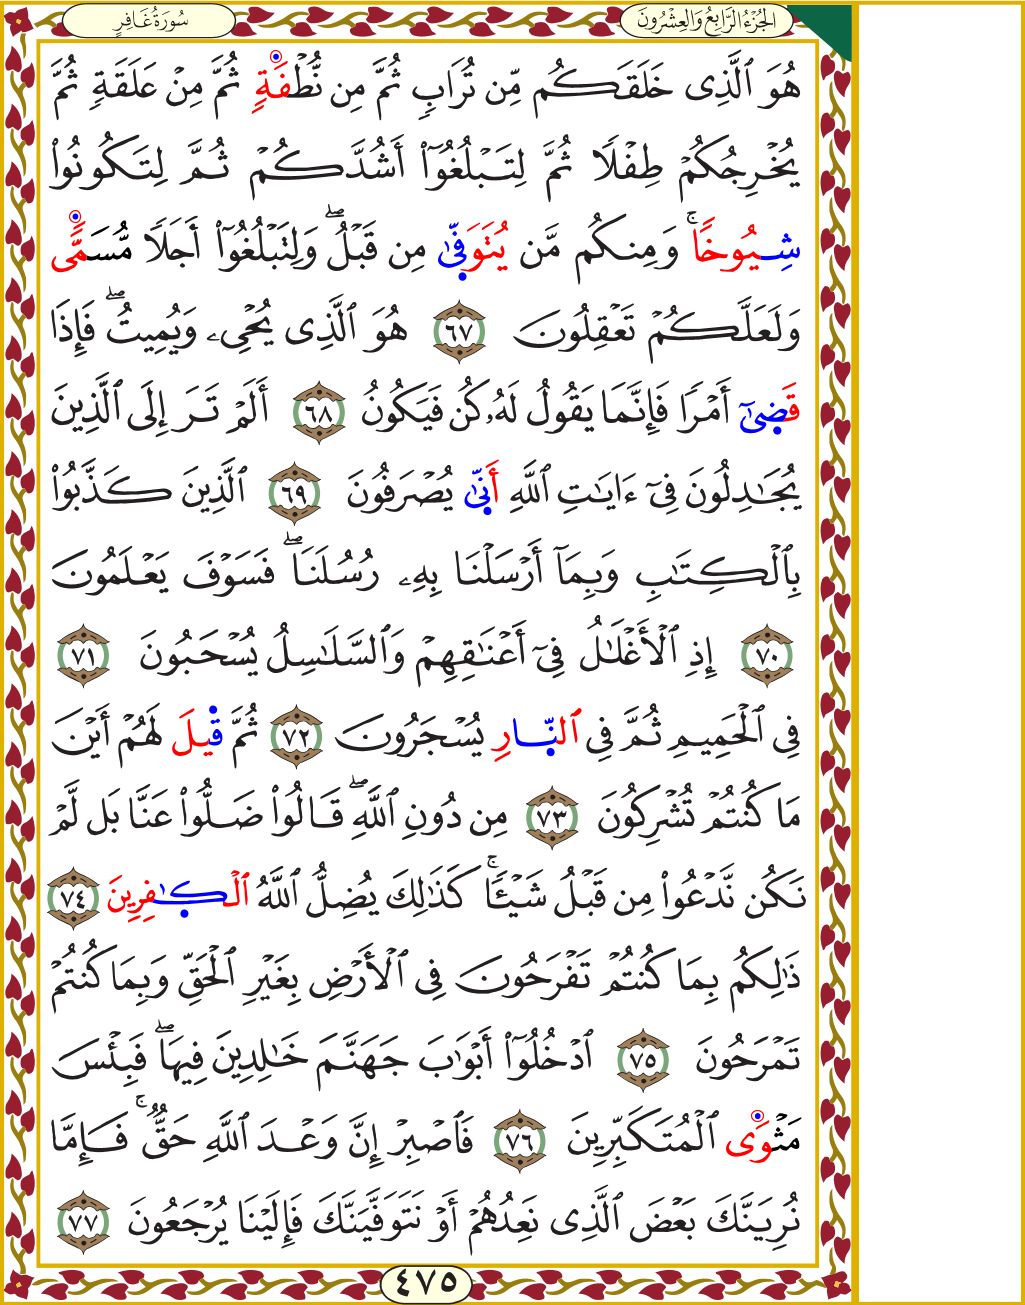 الجُزْءُ الرَّابِعُ وَالعِشْرُونَ
سُورَةُ غَافِرٍ
هُوَ ٱلَّذِى خَلَقَكُم مِّن تُرَابٖ ثُمَّ مِن نُّطۡفَةٖ ثُمَّ مِنۡ عَلَقَةٖ ثُمَّ
يُخۡرِجُكُمۡ طِفۡلٗا ثُمَّ لِتَبۡلُغُوٓاْ أَشُدَّكُمۡ ثُمَّ لِتَكُونُواْ
شِيُوخٗاۚ وَمِنكُم مَّن يُتَوَفّىٰ مِن قَبۡلُۖ وَلِتَبۡلُغُوٓاْ أَجَلٗا مُّسَمّٗى
وَلَعَلَّكُمۡ تَعۡقِلُونَ ٦٧ هُوَ ٱلَّذِى يُحۡىِۦ وَيُمِيتُۖ فَإِذَا
قَضىٰٓ أَمۡرٗا فَإِنَّمَا يَقُولُ لَهُۥ كُن فَيَكُونُ ٦٨ أَلَمۡ تَرَ إِلَى ٱلَّذِينَ
يُجَٰدِلُونَ فِىٓ ءَايَٰتِ ٱللَّهِ أَنّىٰ يُصۡرَفُونَ ٦٩ ٱلَّذِينَ كَذَّبُواْ
بِٱلۡكِتَٰبِ وَبِمَآ أَرۡسَلۡنَا بِهِۦ رُسُلَنَاۖ فَسَوۡفَ يَعۡلَمُونَ
٧٠ إِذِ ٱلۡأَغۡلَٰلُ فِىٓ أَعۡنَٰقِهِمۡ وَٱلسَّلَٰسِلُ يُسۡحَبُونَ ٧١
فِى ٱلۡحَمِيمِ ثُمَّ فِى ٱلنّارِ يُسۡجَرُونَ ٧٢ ثُمَّ قِيلَ لَهُمۡ أَيۡنَ
مَا كُنتُمۡ تُشۡرِكُونَ ٧٣ مِن دُونِ ٱللَّهِۖ قَالُواْ ضَلُّواْ عَنَّا بَل لَّمۡ
نَكُن نَّدۡعُواْ مِن قَبۡلُ شَيۡـٔٗاۚ كَذَٰلِكَ يُضِلُّ ٱللَّهُ ٱلۡكٰفِرِينَ ٧٤
ذَٰلِكُم بِمَا كُنتُمۡ تَفۡرَحُونَ فِى ٱلۡأَرۡضِ بِغَيۡرِ ٱلۡحَقِّ وَبِمَا كُنتُمۡ
تَمۡرَحُونَ ٧٥ ٱدۡخُلُوٓاْ أَبۡوَٰبَ جَهَنَّمَ خَٰلِدِينَ فِيهَاۖ فَبِئۡسَ
مَثۡوٗى ٱلۡمُتَكَبِّرِينَ ٧٦ فَٱصۡبِرۡ إِنَّ وَعۡدَ ٱللَّهِ حَقّٞۚ فَإِمَّا
نُرِيَنَّكَ بَعۡضَ ٱلَّذِى نَعِدُهُمۡ أَوۡ نَتَوَفَّيَنَّكَ فَإِلَيۡنَا يُرۡجَعُونَ ٧٧
٤٧٥